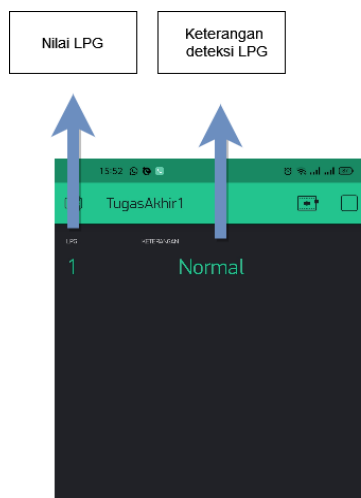 Nilai LPG
Keterangan
deteksi LPG
15:52
TugasAkhir1
LPG
KETERANGAN
1
Normal